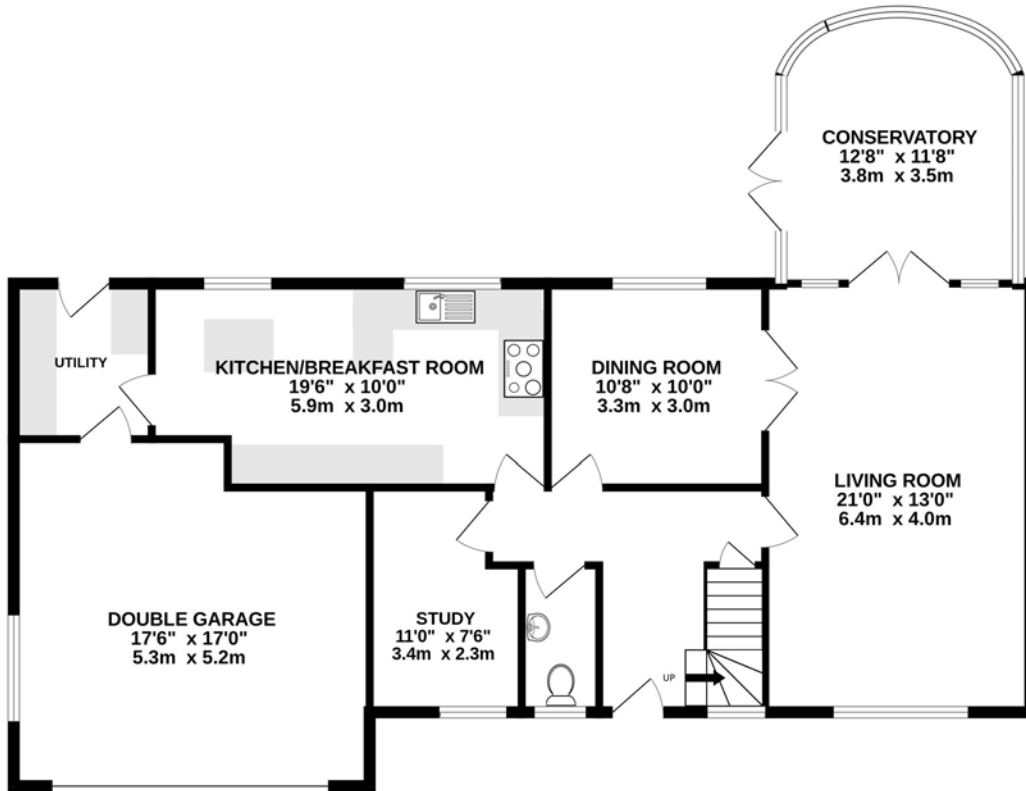 CONSERVATORY
12'8" x 11'8"
3.8m x 3.5m
UTILITY
KITCHEN/BREAKFAST ROOM
19'6" x 10'0"
5.9m x 3.0m
DINING ROOM
10'8" x 10'0"
3.3m x 3.0m
LIVING ROOM
21'0" x 13'0"
6.4m x 4.0m
DOUBLE GARAGE
17'6" x 17'0"
5.3m x 5.2m
STUDY
11'0" x 7'6"
3.4m x 2.3m
UP